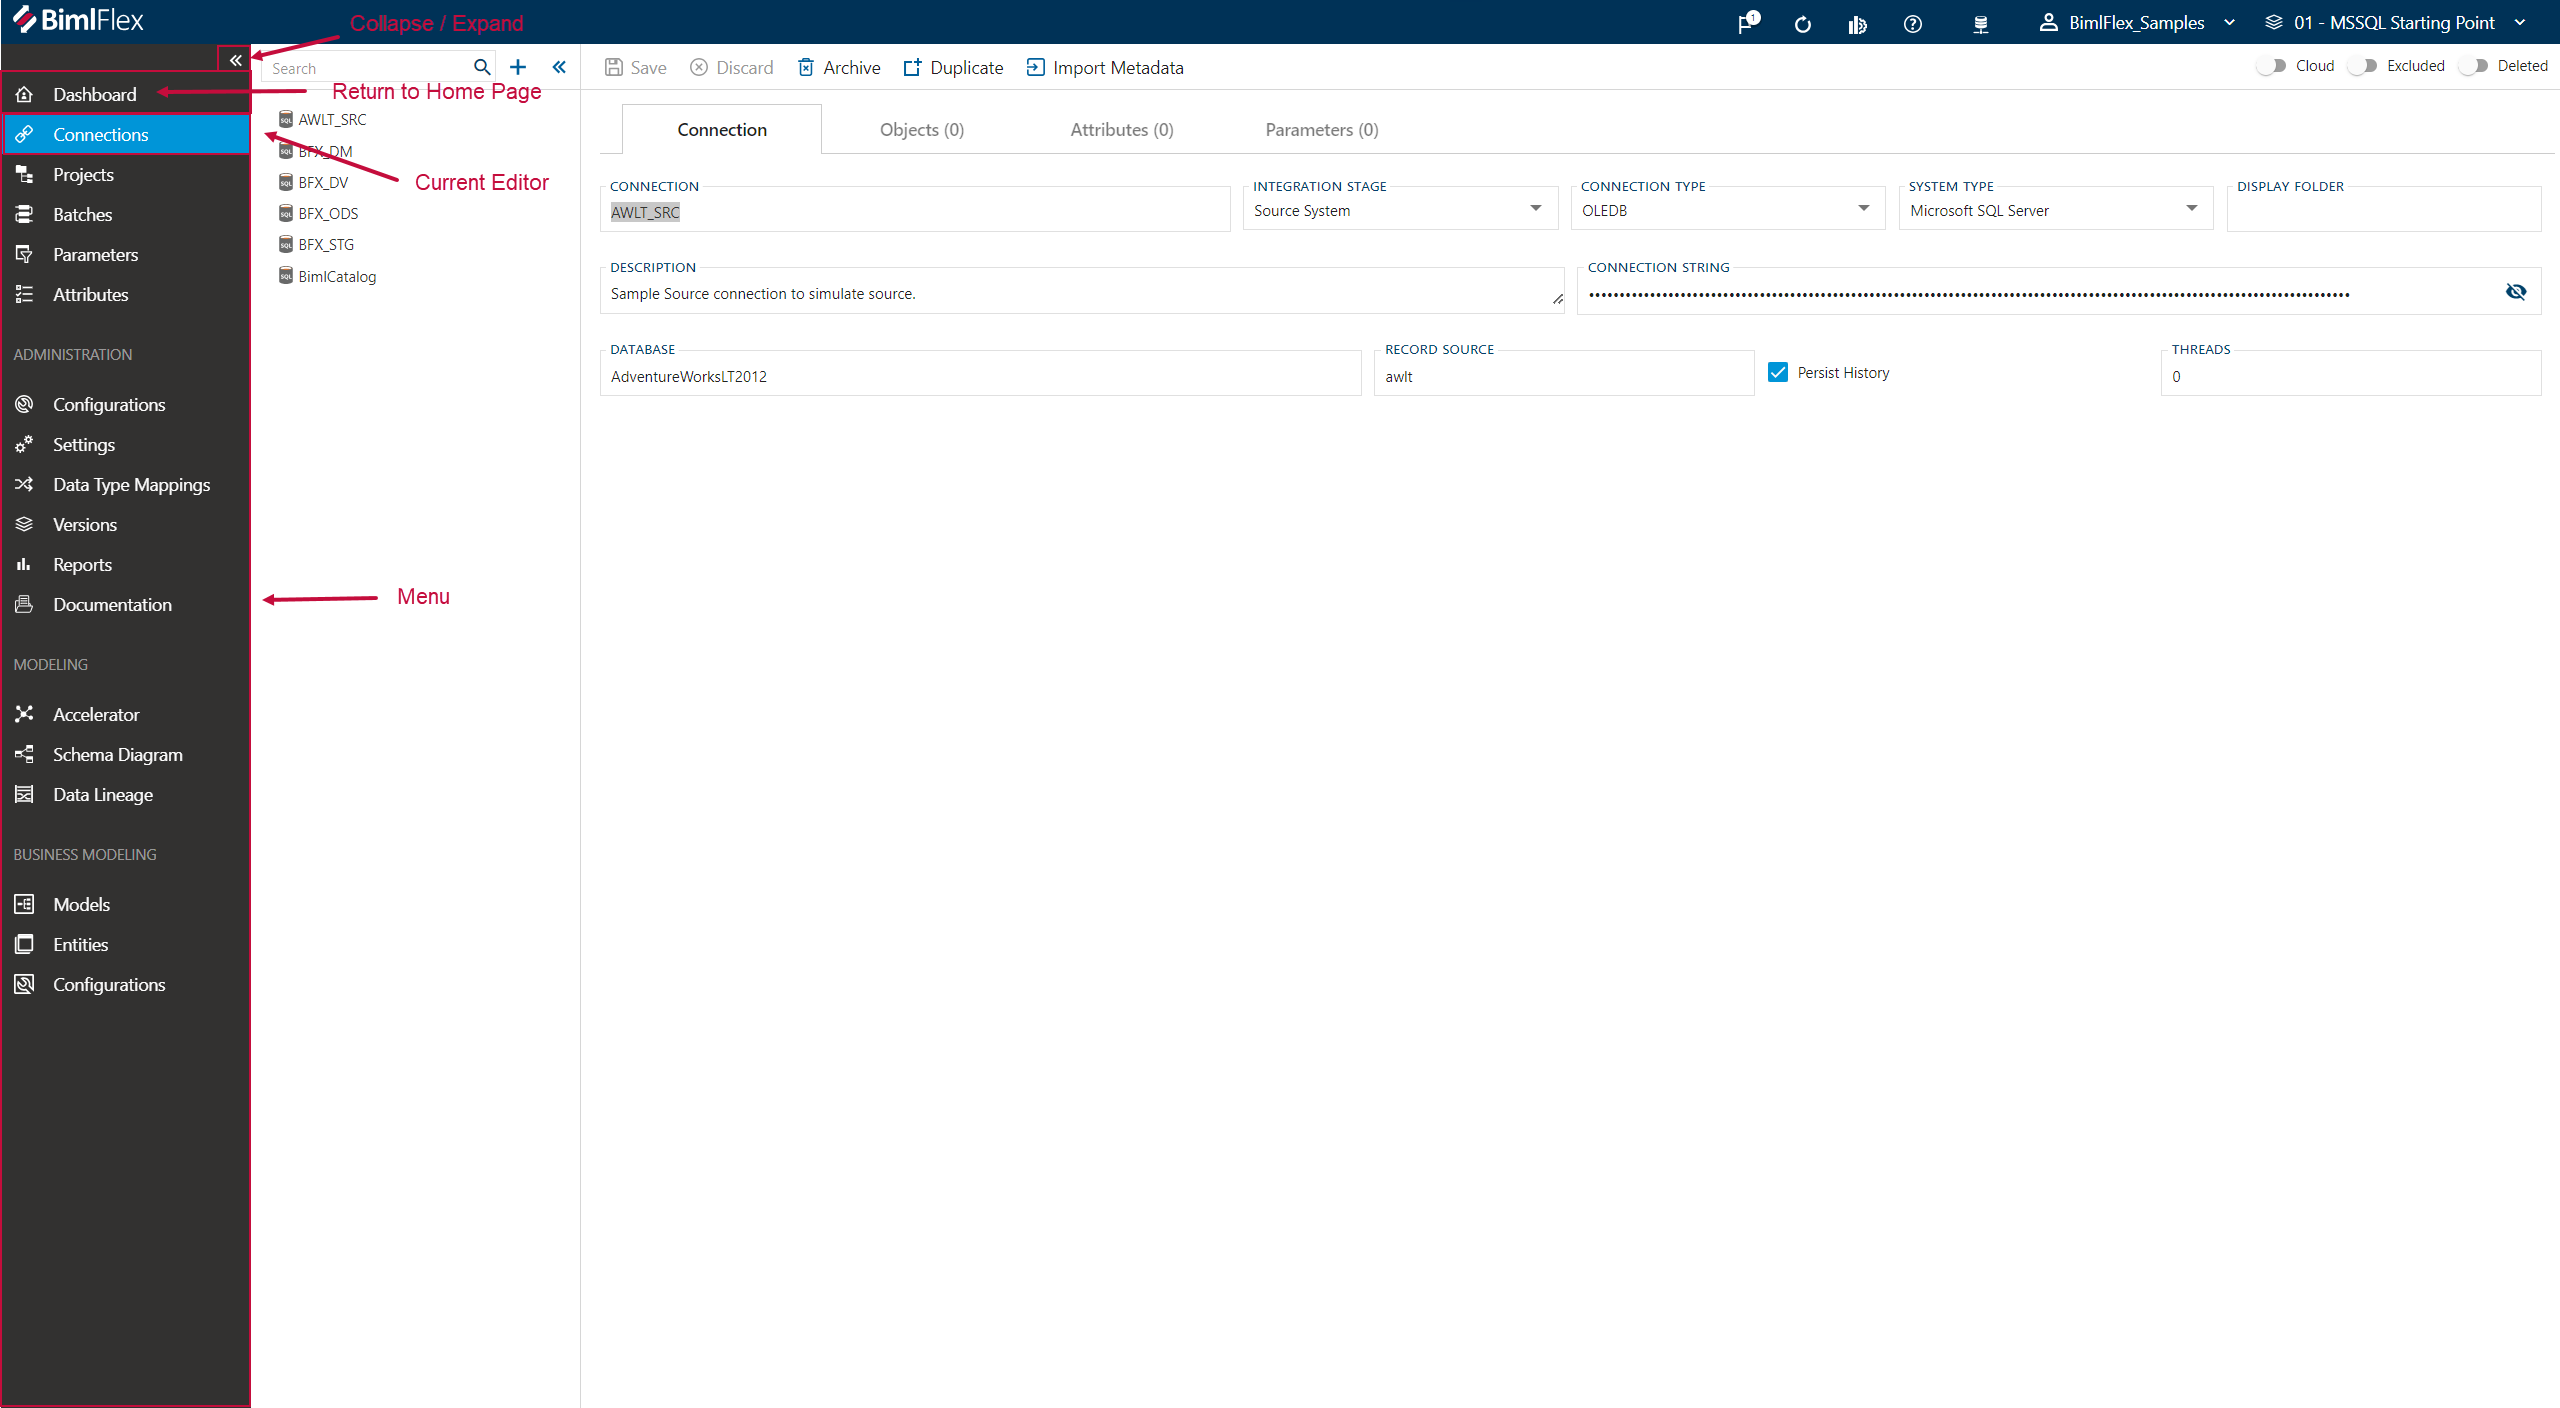 BimlFlex
Collapse / Expand
1
BimlFlex_Samples
01 - MSSQL Starting Point
Search
Save
Discard
Archive
Duplicate
Import Metadata
Cloud
Excluded
Deleted
Dashboard
Return to Home Page
Connections
Current Editor
Projects
Batches
Parameters
Attributes
ADMINISTRATION
Configurations
Settings
Data Type Mappings
Versions
Reports
Documentation
Menu
MODELING
Accelerator
Schema Diagram
Data Lineage
BUSINESS MODELING
Models
Entities
Configurations
AWLT_SRC
BFX_DM
BFX_DV
BFX_ODS
BFX_STG
BimlCatalog
Connection
Objects (0)
Attributes (0)
Parameters (0)
CONNECTION
AWLT_SRC
INTEGRATION STAGE
Source System
CONNECTION TYPE
OLEDB
SYSTEM TYPE
Microsoft SQL Server
DISPLAY FOLDER
DESCRIPTION
Sample Source connection to simulate source.
CONNECTION STRING
DATABASE
AdventureWorksLT2012
RECORD SOURCE
awlt
Persist History
THREADS
0